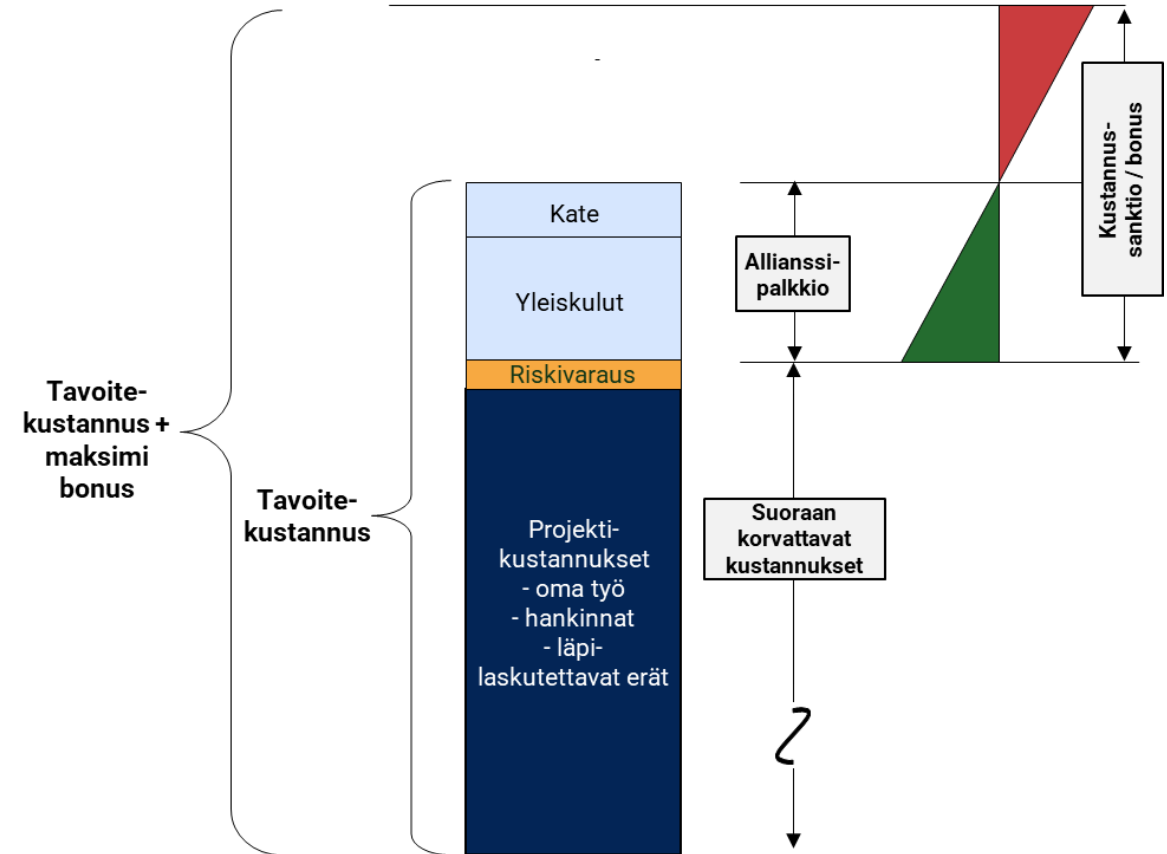 Tavoite-
kustannus +
maksimi
bonus
Tavoite-
kustannus
Kate
Yleiskulut
Riskivaraus
Projekti-
kustannukset
- oma työ
- hankinnat
- läpi-
laskutettavat erät
-
Allianssi-
palkkio
Suoraan
korvattavat
kustannukset
Kustannus-
sanktio / bonus